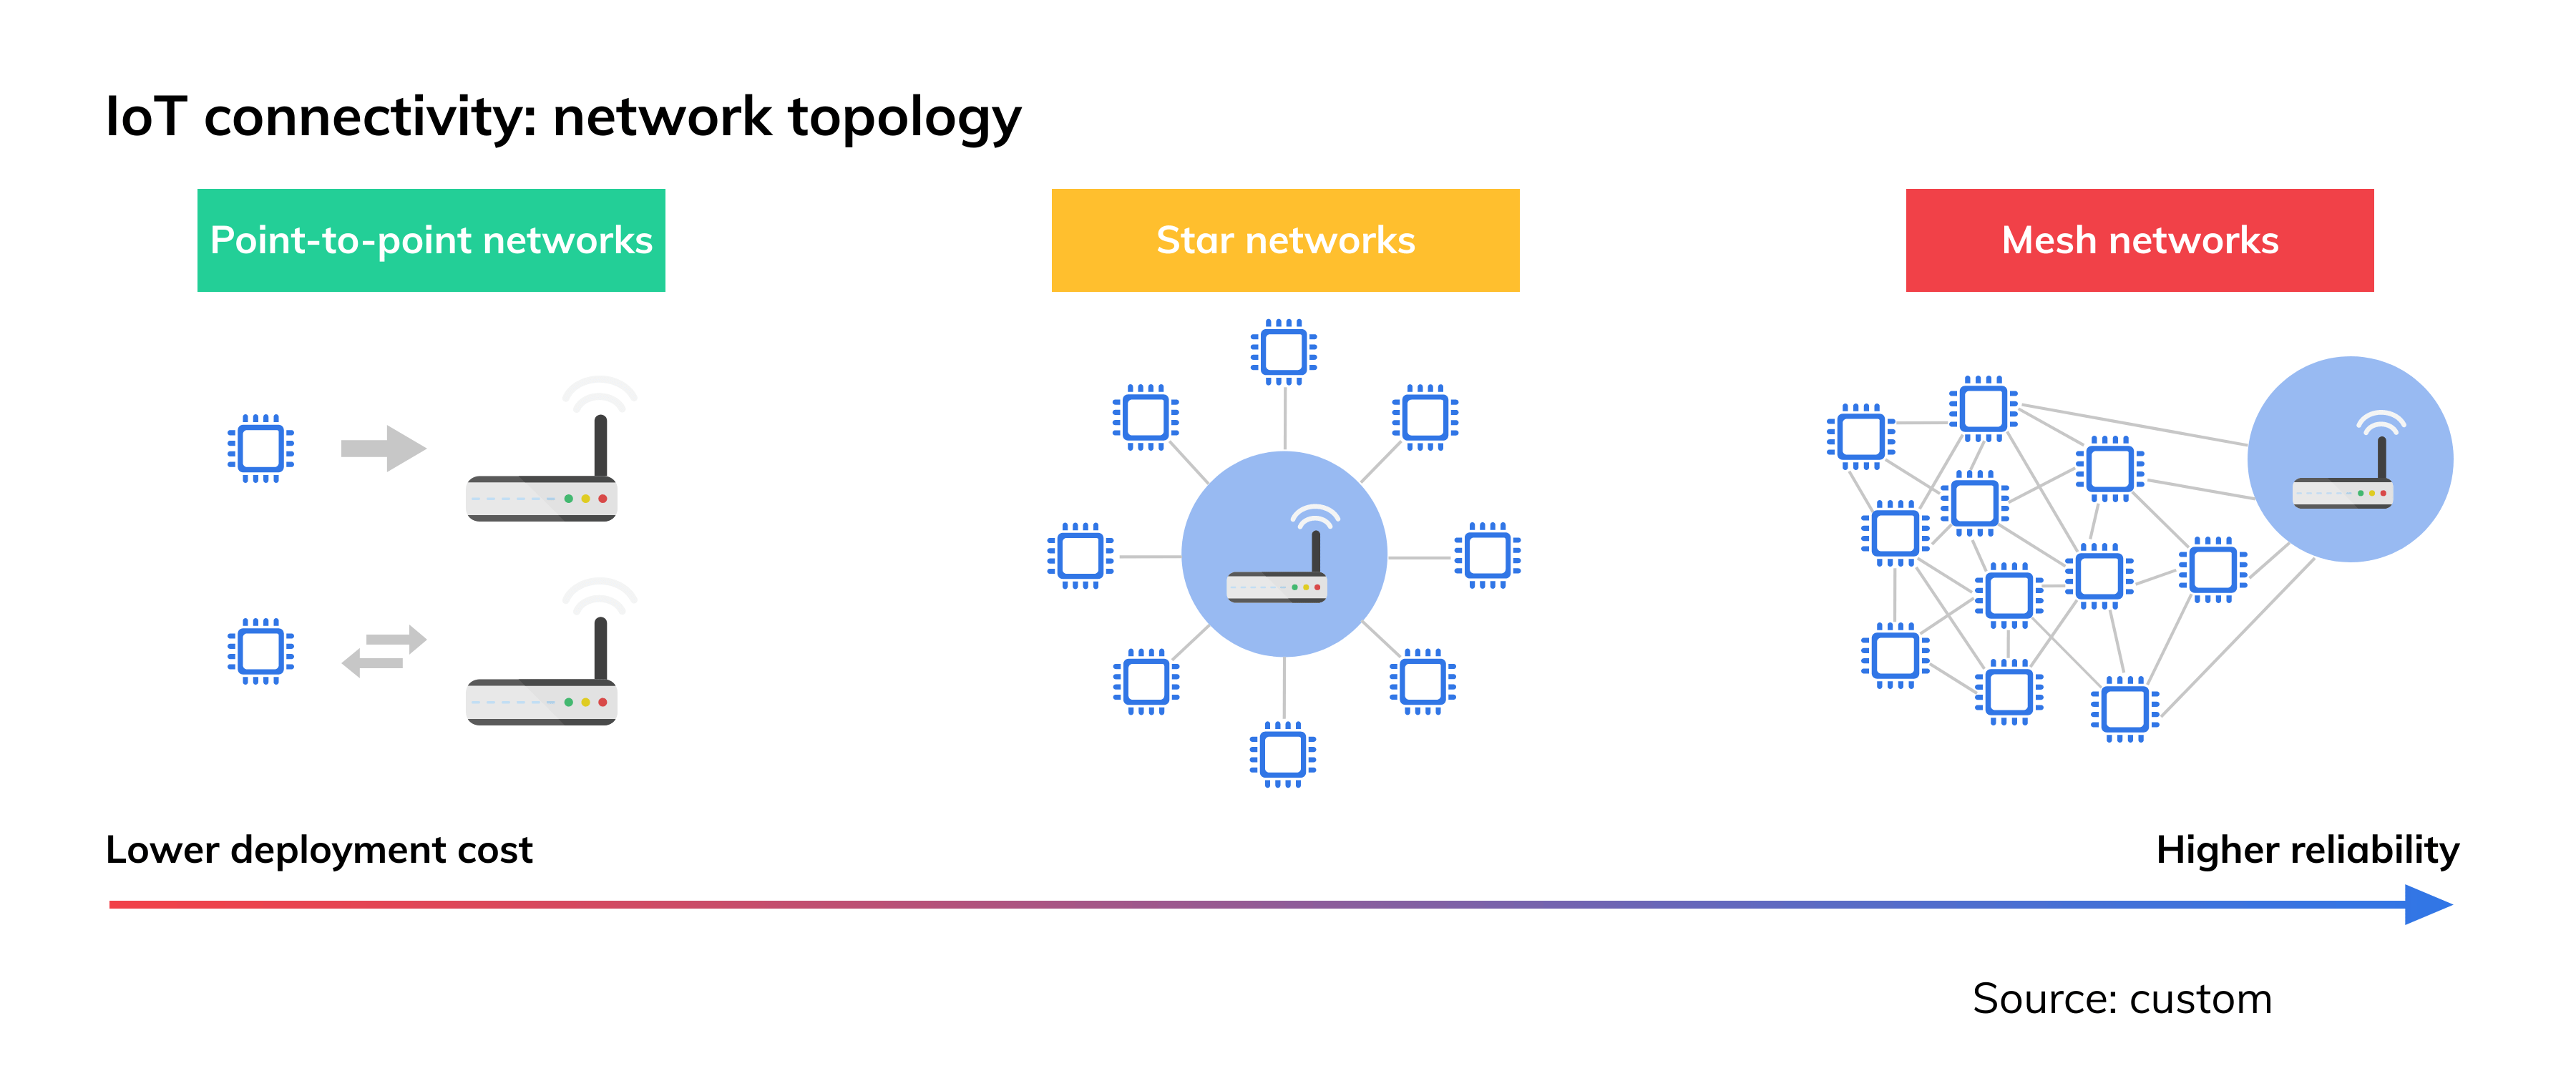 IoT connectivity: network topology
Point-to-point networks
Star networks
Mesh networks
Lower deployment cost
Higher reliability
Source: custom